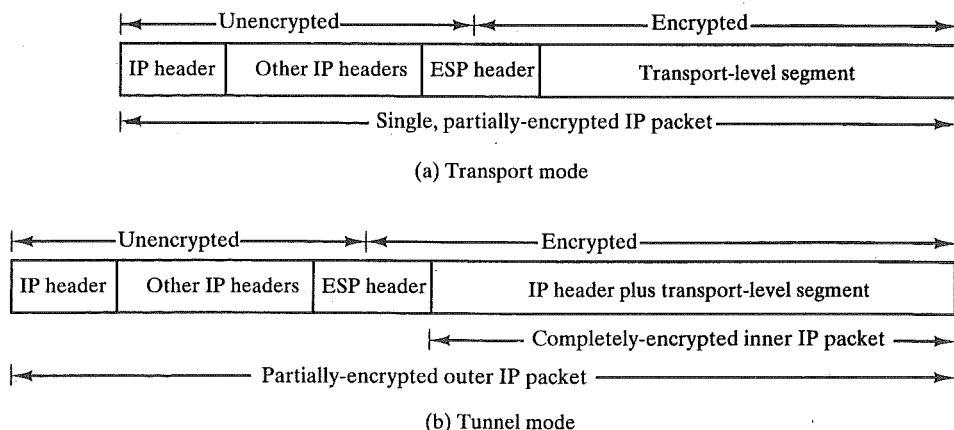 Unencrypted Encrypted
IP header Other IP headers ESP header Transport-level segment
Single, partially-encrypted IP packet
(a) Transport mode
Unencrypted Encrypted
IP header Other IP headers ESP header IP header plus transport-level segment
Completely-encrypted inner IP packet
Partially-encrypted outer IP packet
(b) Tunnel mode